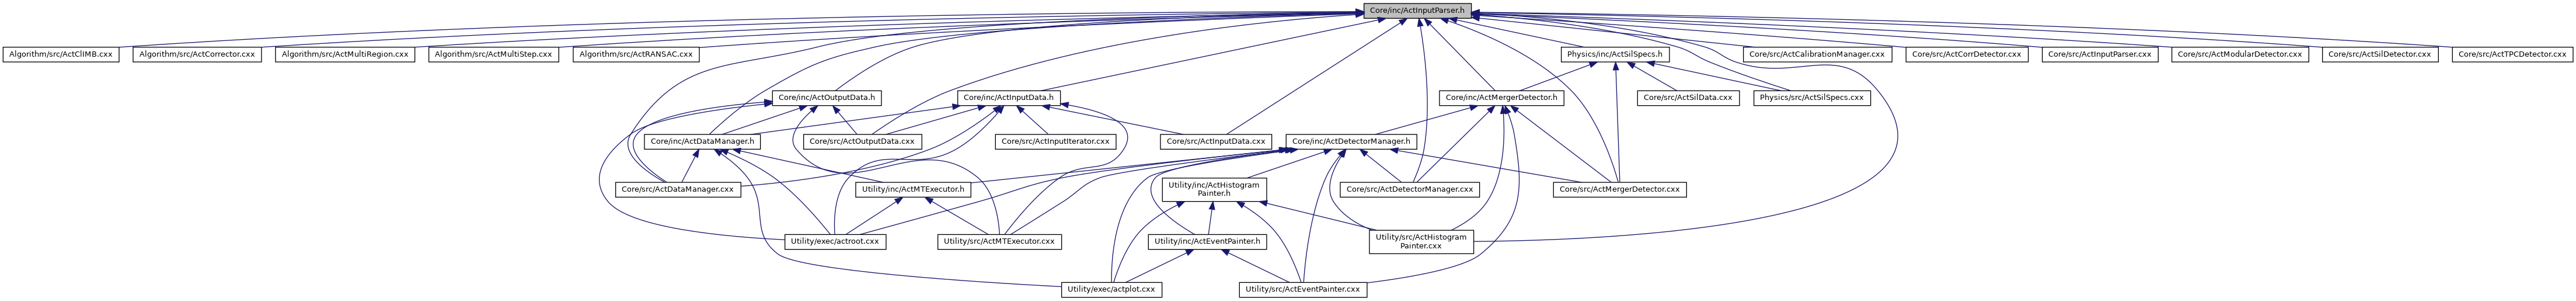 Core/inc/ActInputParser.h
Algorithm/src/ActClIMB.cxx
Algorithm/src/ActCorrector.cxx
Algorithm/src/ActMultiRegion.cxx
Algorithm/src/ActMultiStep.cxx
Algorithm/src/ActRANSAC.cxx
Physics/inc/ActSilSpecs.h
Core/src/ActCalibrationManager.cxx
Core/src/ActCorrDetector.cxx
Core/src/ActInputParser.cxx
Core/src/ActModularDetector.cxx
Core/src/ActSilDetector.cxx
Core/src/ActTPCDetector.cxx
Core/inc/ActOutputData.h
Core/inc/ActInputData.h
Core/inc/ActMergerDetector.h
Core/src/ActSilData.cxx
Physics/src/ActSilSpecs.cxx
Core/inc/ActDataManager.h
Core/src/ActOutputData.cxx
Core/src/ActInputIterator.cxx
Core/src/ActInputData.cxx
Core/inc/ActDetectorManager.h
Core/src/ActDataManager.cxx
Utility/inc/ActMTExecutor.h
Utility/inc/ActHistogram
Painter.h
Core/src/ActDetectorManager.cxx
Core/src/ActMergerDetector.cxx
Utility/exec/actroot.cxx
Utility/src/ActMTExecutor.cxx
Utility/inc/ActEventPainter.h
Utility/src/ActHistogram
Painter.cxx
Utility/exec/actplot.cxx
Utility/src/ActEventPainter.cxx